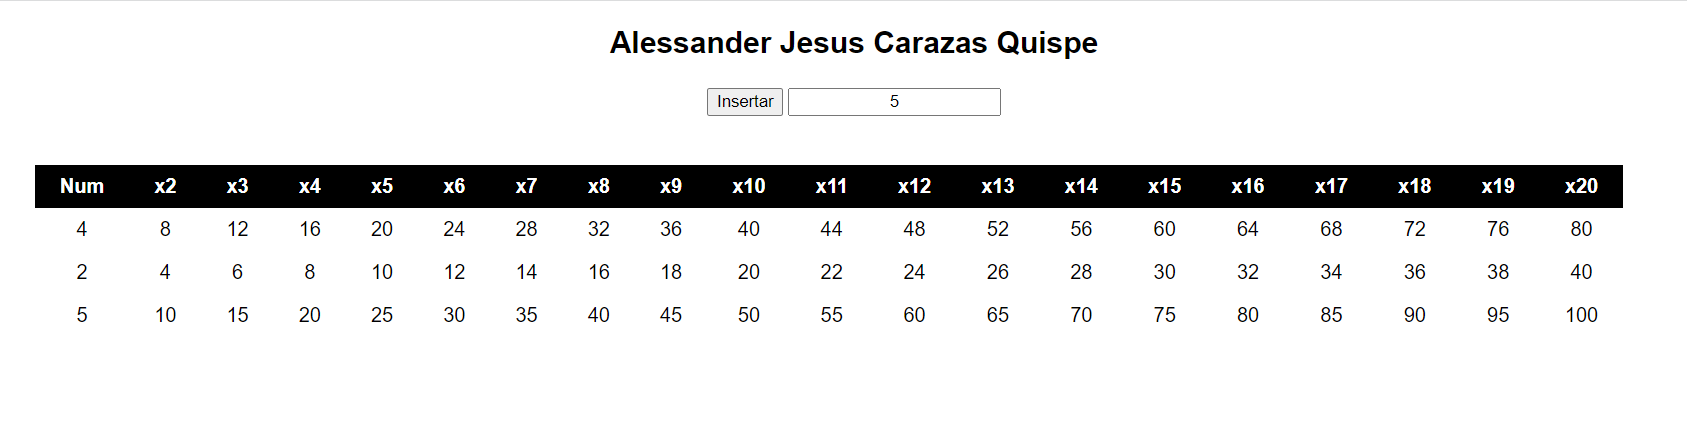 Alessander Jesus Carazas Quispe
Insertar 5
Num x2 x3 x4 x5 x6 x7 x8 x9 x10 x11 x12 x13 x14 x15 x16 x17 x18 x19 x20
4 8 12 16 20 24 28 32 36 40 44 48 52 56 60 64 68 72 76 80
2 4 6 8 10 12 14 16 18 20 22 24 26 28 30 32 34 36 38 40
5 10 15 20 25 30 35 40 45 50 55 60 65 70 75 80 85 90 95 100